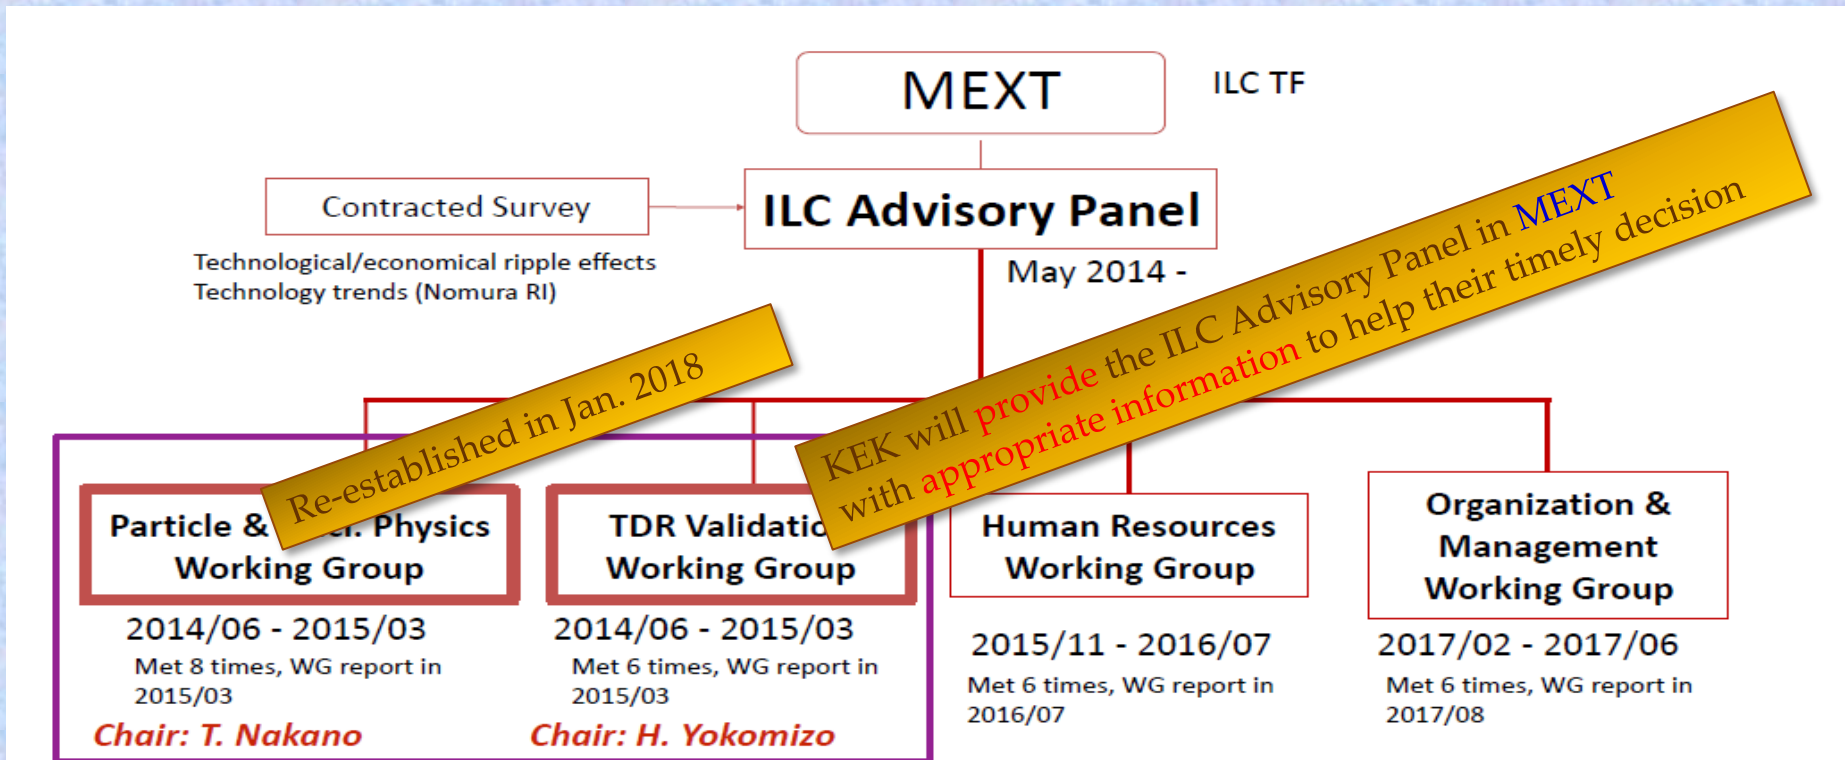 MEXT
ILC TF
Contracted Survey
ILC Advisory Panel
Technological/economical ripple effects
Technology trends (Nomura RI)
May 2014 -
Re-established in Jan. 2018
KEK will provide the ILC Advisory Panel in MEXT
with appropriate information to help their timely decision
Particle & Physics
Working Group
2014/06 - 2015/03
Met 8 times, WG report in
2015/03
Chair: T. Nakano
TDR Validatio
Working Group
2014/06 - 2015/03
Met 6 times, WG report in
2015/03
Chair: H. Yokomizo
Human Resources
Working Group
2015/11 - 2016/07
Met 6 times, WG report in
2016/07
Organization &
Management
Working Group
2017/02 - 2017/06
Met 6 times, WG report in
2017/08